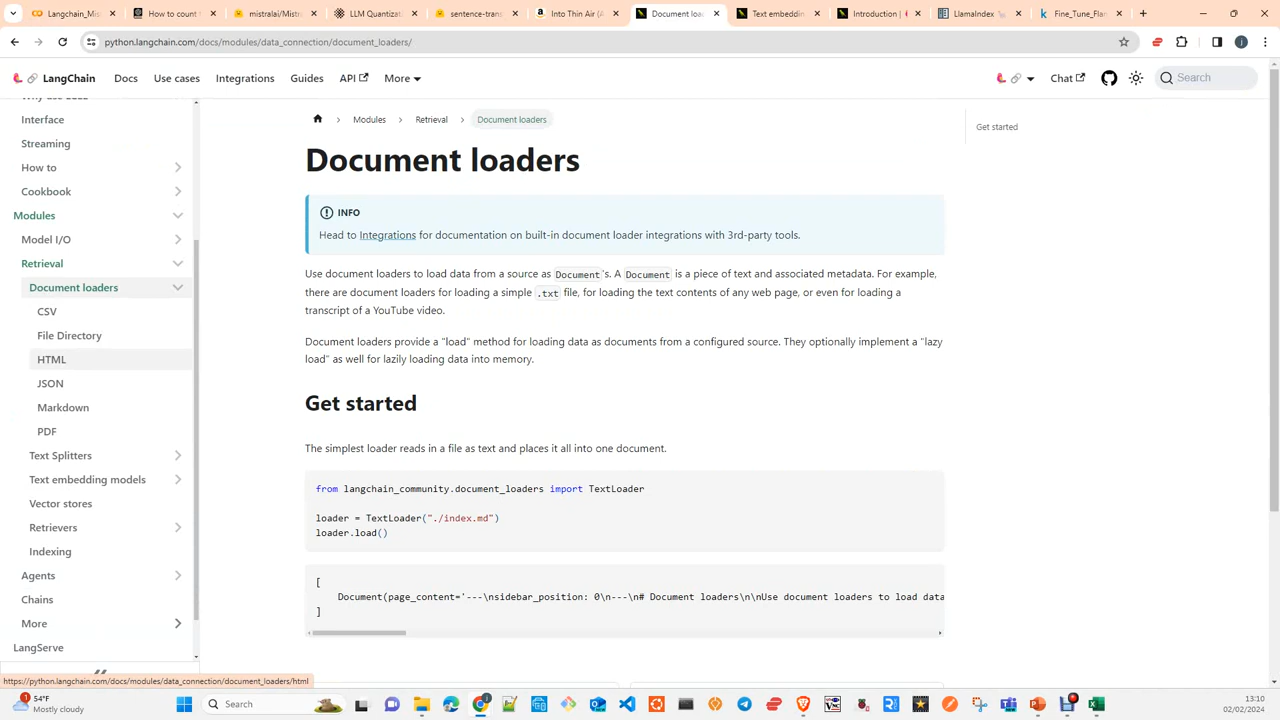 CG_Most_Mis
How to count t
mistralai/Mistr
LLM Quantizati
sentence-trans
Into Thin Air (A
Document load
Text embeddin
Introduction |
LlamaIndex
Fine_Tune_Flan
python.langchain.com/docs/modules/data_connection/document_loaders/
LangChain
Docs
Use cases
Integrations
Guides
API
More
Chat
Search
Interface
Streaming
How to
Cookbook
Modules
Model I/O
Retrieval
Document loaders
CSV
File Directory
HTML
JSON
Markdown
PDF
Text Splitters
Text embedding models
Vector stores
Retrievers
Indexing
Agents
Chains
More
LangServe
Modules > Retrieval > Document loaders
Get started
Document loaders
INFO
Head to Integrations for documentation on built-in document loader integrations with 3rd-party tools.
Use document loaders to load data from a source as Document's. A Document is a piece of text and associated metadata. For example,
there are document loaders for loading a simple .txt file, for loading the text contents of any web page, or even for loading a
transcript of a YouTube video.
Document loaders provide a "load" method for loading data as documents from a configured source. They optionally implement a "lazy
load" as well for lazily loading data into memory.
Get started
The simplest loader reads in a file as text and places it all into one document.
from langchain_community.document_loaders import TextLoader
loader = TextLoader("./index.md")
loader.load()
[
Document(page_content='---\nsidebar_position: 0\n---\n# Document loaders\n\nUse document loaders to load data
]
https://python.langchain.com/docs/modules/data_connection/document_loaders/html
1
54°F
Mostly cloudy
Search
13:10
02/02/2024